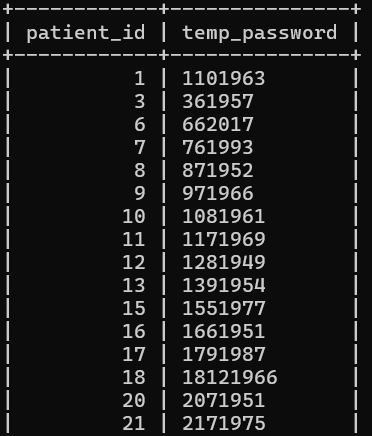 +------------+---------------+
| patient_id | temp_password |
+------------+---------------+
| 1 | 1101963 |
| 3 | 361957 |
| 6 | 662017 |
| 7 | 761993 |
| 8 | 871952 |
| 9 | 971966 |
| 10 | 1081961 |
| 11 | 1171969 |
| 12 | 1281949 |
| 13 | 1391954 |
| 15 | 1551977 |
| 16 | 1661951 |
| 17 | 1791987 |
| 18 | 18121966 |
| 20 | 2071951 |
| 21 | 2171975 |